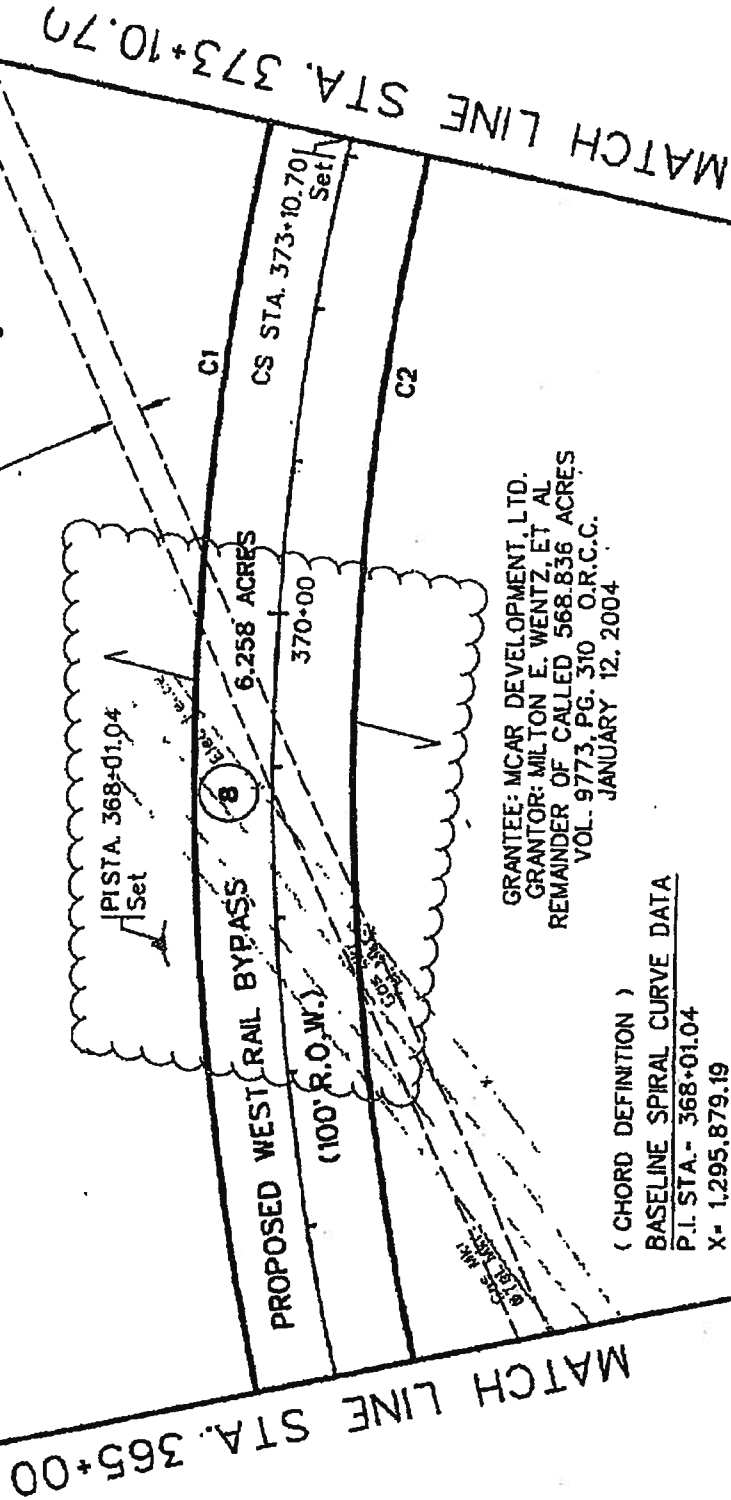 MATCH LINE STA. 365+00
MATCH LINE STA. 373+10.70
PI STA. 368+01.04
Set
C1
CS STA. 373+10.70
Set
8
Elec
6.258 ACRES
PROPOSED WEST RAIL BYPASS
370+00
(100' R.O.W.)
C2
GRANTEE: MCAR DEVELOPMENT, LTD.
GRANTOR: MILTON E. WENTZ, ET AL
REMAINDER OF CALLED 568.836 ACRES
VOL. 9773, PG. 310 O.R.C.C.
JANUARY 12, 2004
( CHORD DEFINITION )
BASELINE SPIRAL CURVE DATA
P.I. STA.= 368+01.04
X= 1,295,879.19